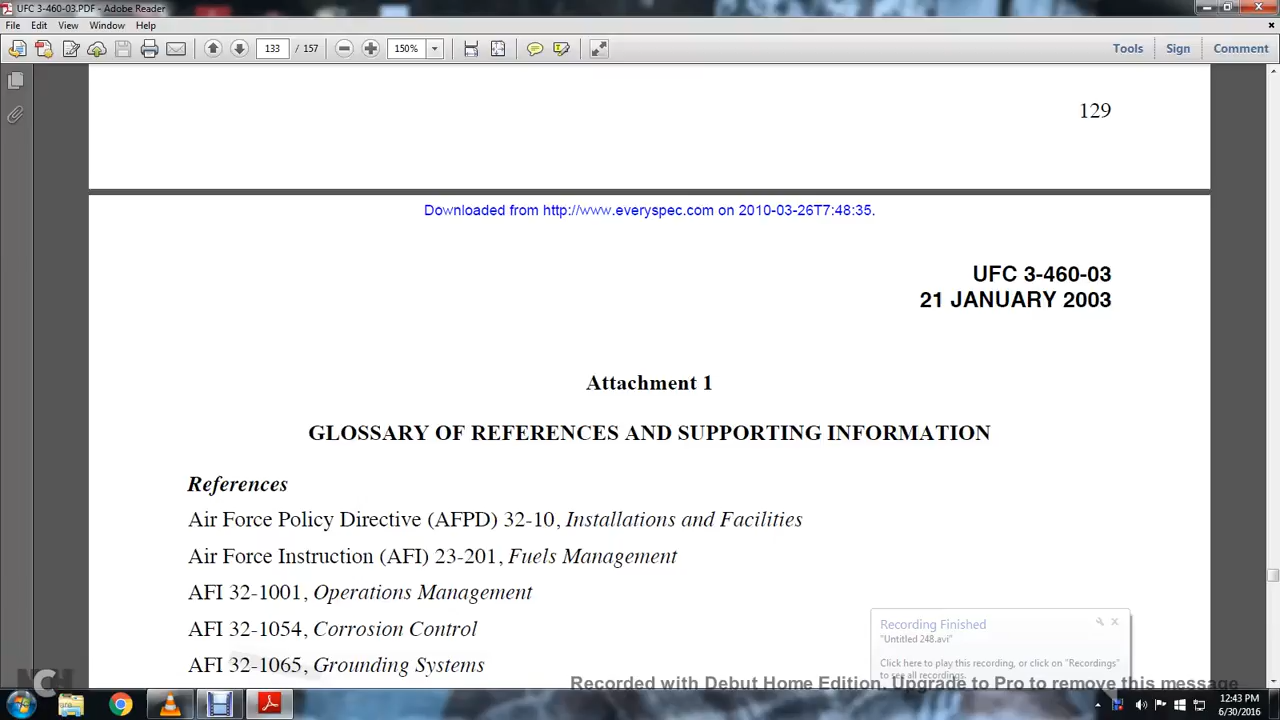 UFC 3-460-03.PDF - Adobe Reader
File Edit View Window Help
133 / 157 150% Tools Sign Comment
129
Downloaded from http://www.everyspec.com on 2010-03-26T7:48:35.
UFC 3-460-03
21 JANUARY 2003
Attachment 1
GLOSSARY OF REFERENCES AND SUPPORTING INFORMATION
References
Air Force Policy Directive (AFPD) 32-10, Installations and Facilities
Air Force Instruction (AFI) 23-201, Fuels Management
AFI 32-1001, Operations Management
AFI 32-1054, Corrosion Control
AFI 32-1065, Grounding Systems
Recording Finished
"Untitled 248.avi"
Click here to play this recording, or click on "Recordings"
to see all recordings.
NCH
Recorded with Debut Home Edition. Upgrade to Pro to remove this message
12:43 PM
6/30/2016